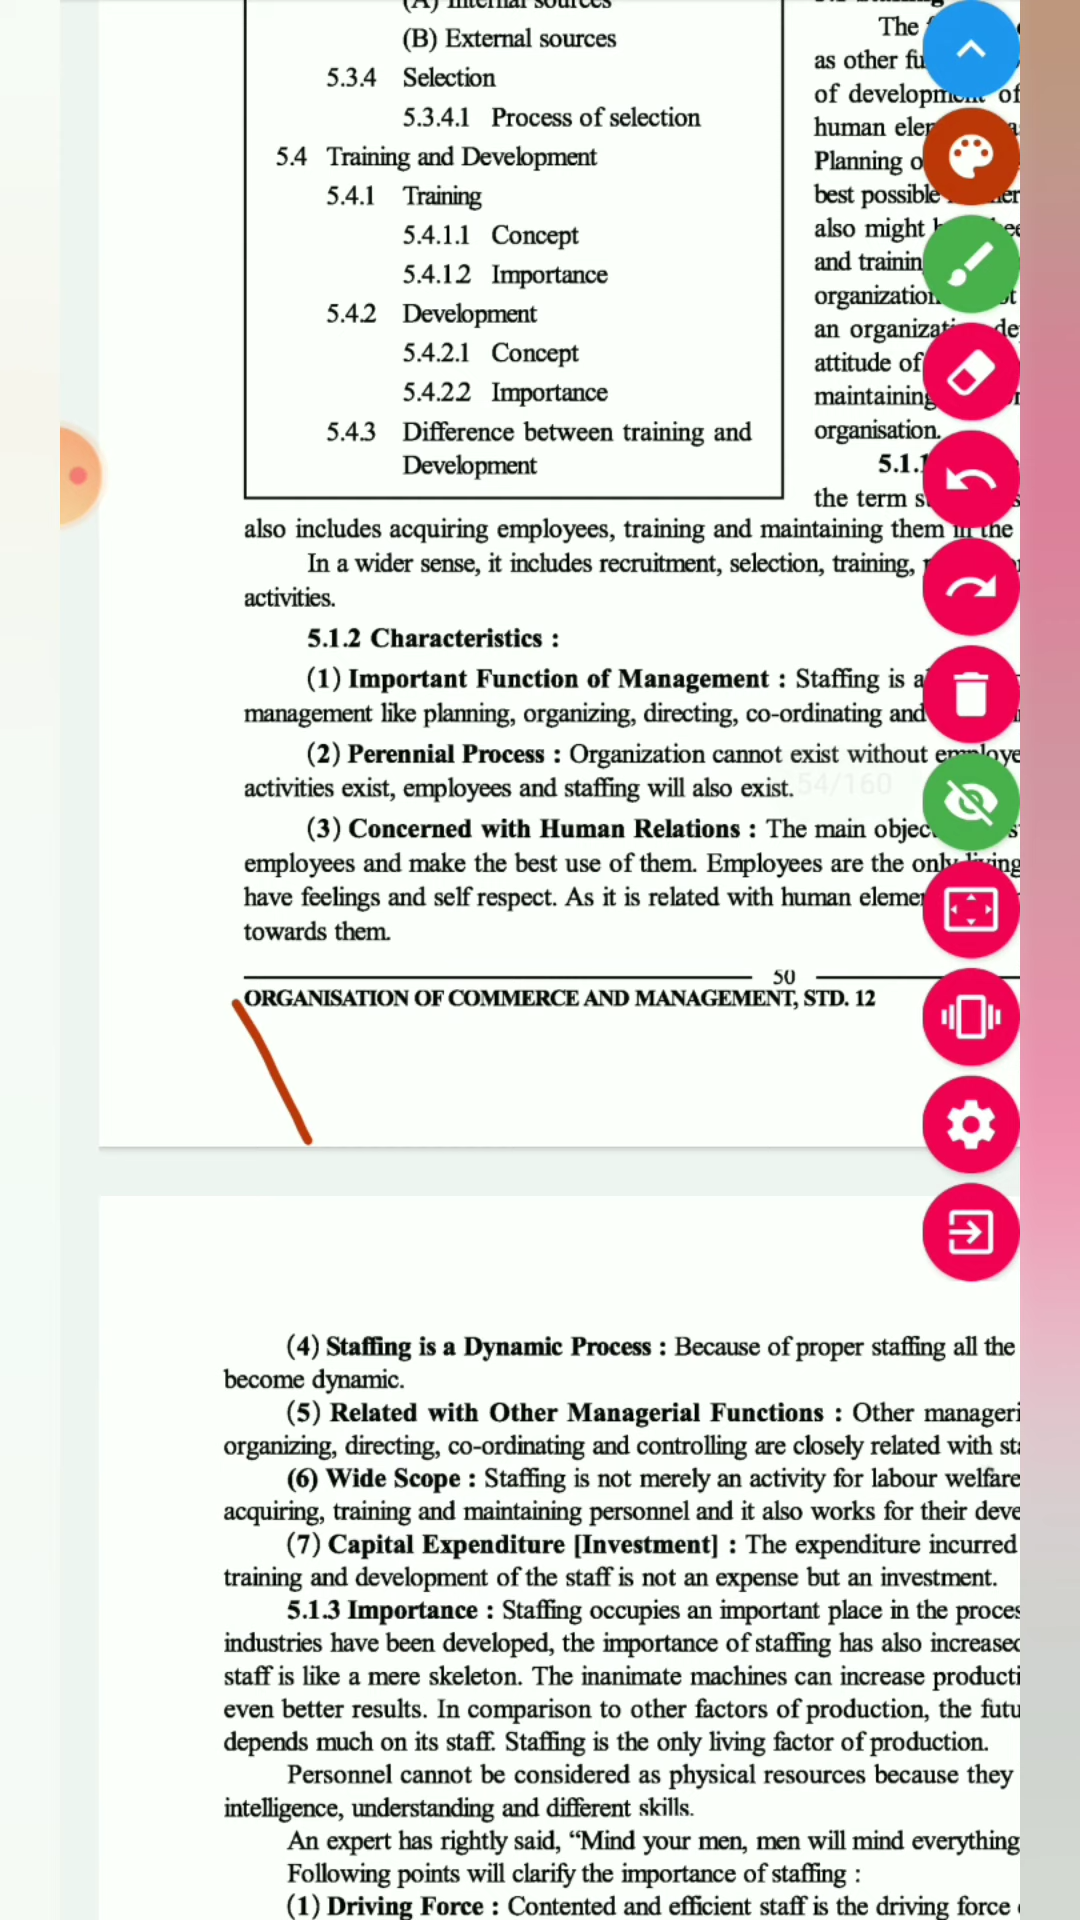 (A) Internal sources
(B) External sources
5.3.4 Selection
5.3.4.1 Process of selection
5.4 Training and Development
5.4.1 Training
5.4.1.1 Concept
5.4.1.2 Importance
5.4.2 Development
5.4.2.1 Concept
5.4.2.2 Importance
5.4.3 Difference between training and
Development
The
as other
of development of
human
Planning
best possible
also might
and
organization
an
attitude of
maintaining
organisation.
5.1.1
the term
also includes acquiring employees, training and maintaining them in the
In a wider sense, it includes recruitment, selection, training,
activities.
5.1.2 Characteristics :
(1) Important Function of Management : Staffing is
management like planning, organizing, directing, co-ordinating and
(2) Perennial Process : Organization cannot exist without
activities exist, employees and staffing will also exist.
54/160
(3) Concerned with Human Relations : The main
employees and make the best use of them. Employees are the only living
have feelings and self respect. As it is related with human
towards them.
50
ORGANISATION OF COMMERCE AND MANAGEMENT, STD. 12
(4) Staffing is a Dynamic Process : Because of proper staffing all the
become dynamic.
(5) Related with Other Managerial Functions : Other
organizing, directing, co-ordinating and controlling are closely related with
(6) Wide Scope : Staffing is not merely an activity for labour welfare
acquiring, training and maintaining personnel and it also works for their
(7) Capital Expenditure [Investment] : The expenditure incurred
training and development of the staff is not an expense but an investment.
5.1.3 Importance : Staffing occupies an important place in the
industries have been developed, the importance of staffing has also increased
staff is like a mere skeleton. The inanimate machines can increase
even better results. In comparison to other factors of production, the
depends much on its staff. Staffing is the only living factor of production.
Personnel cannot be considered as physical resources because they
intelligence, understanding and different skills.
An expert has rightly said, “Mind your men, men will mind everything
Following points will clarify the importance of staffing :
(1) Driving Force : Contented and efficient staff is the driving force